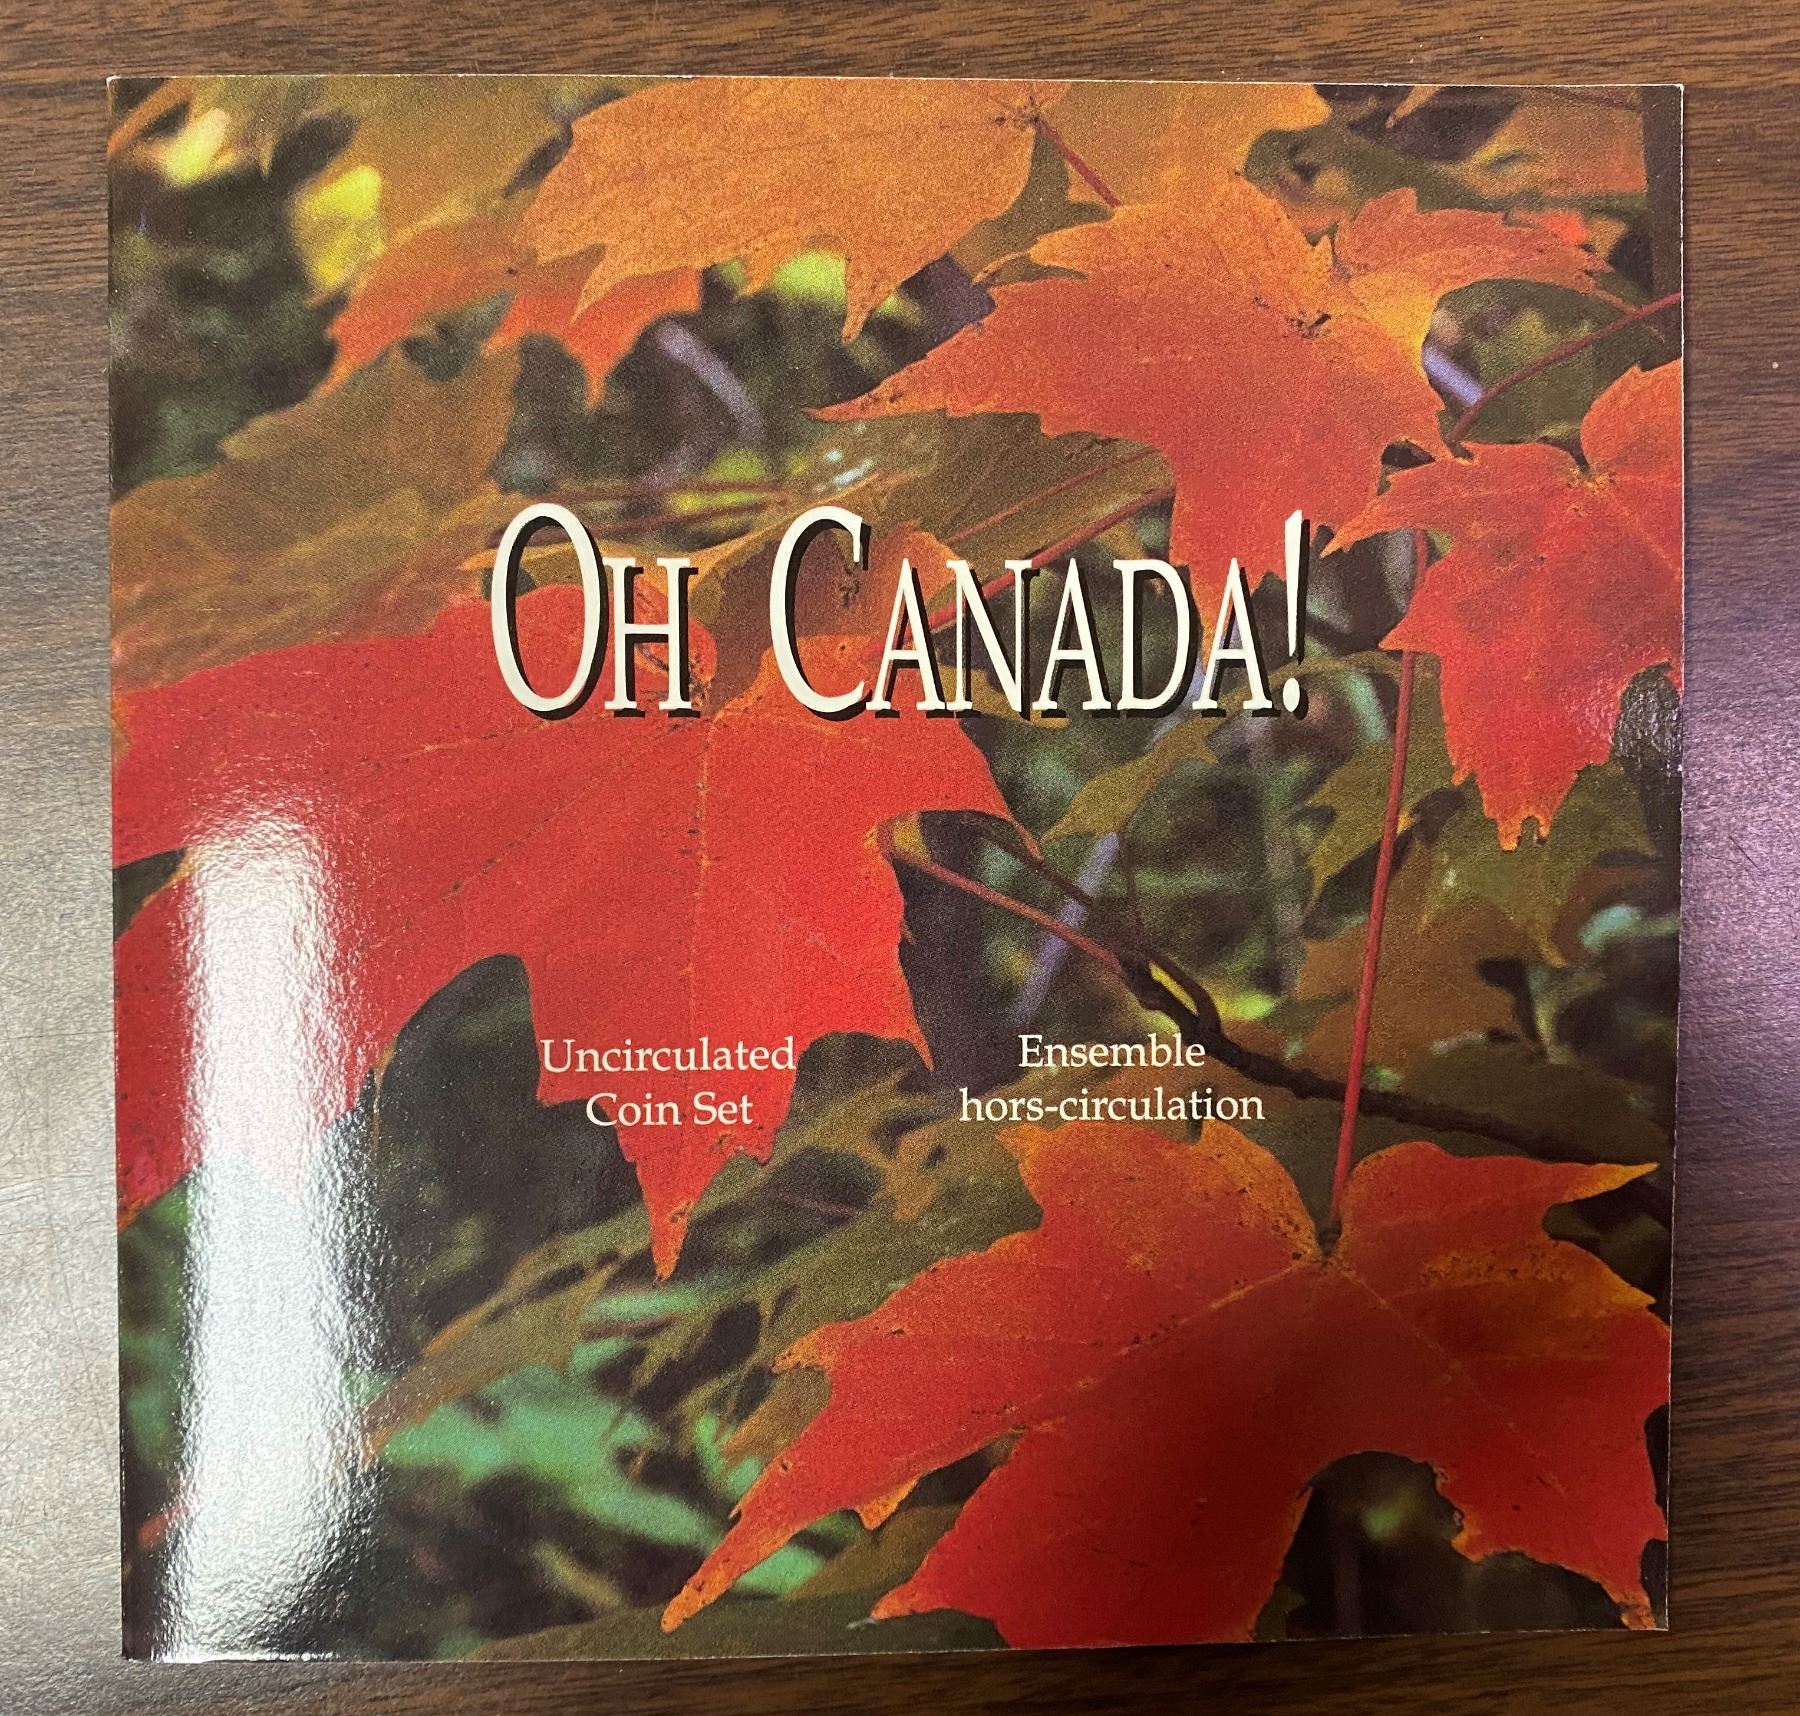 OH CANADA!
Uncirculated
Coin Set
Ensemble
hors-circulation